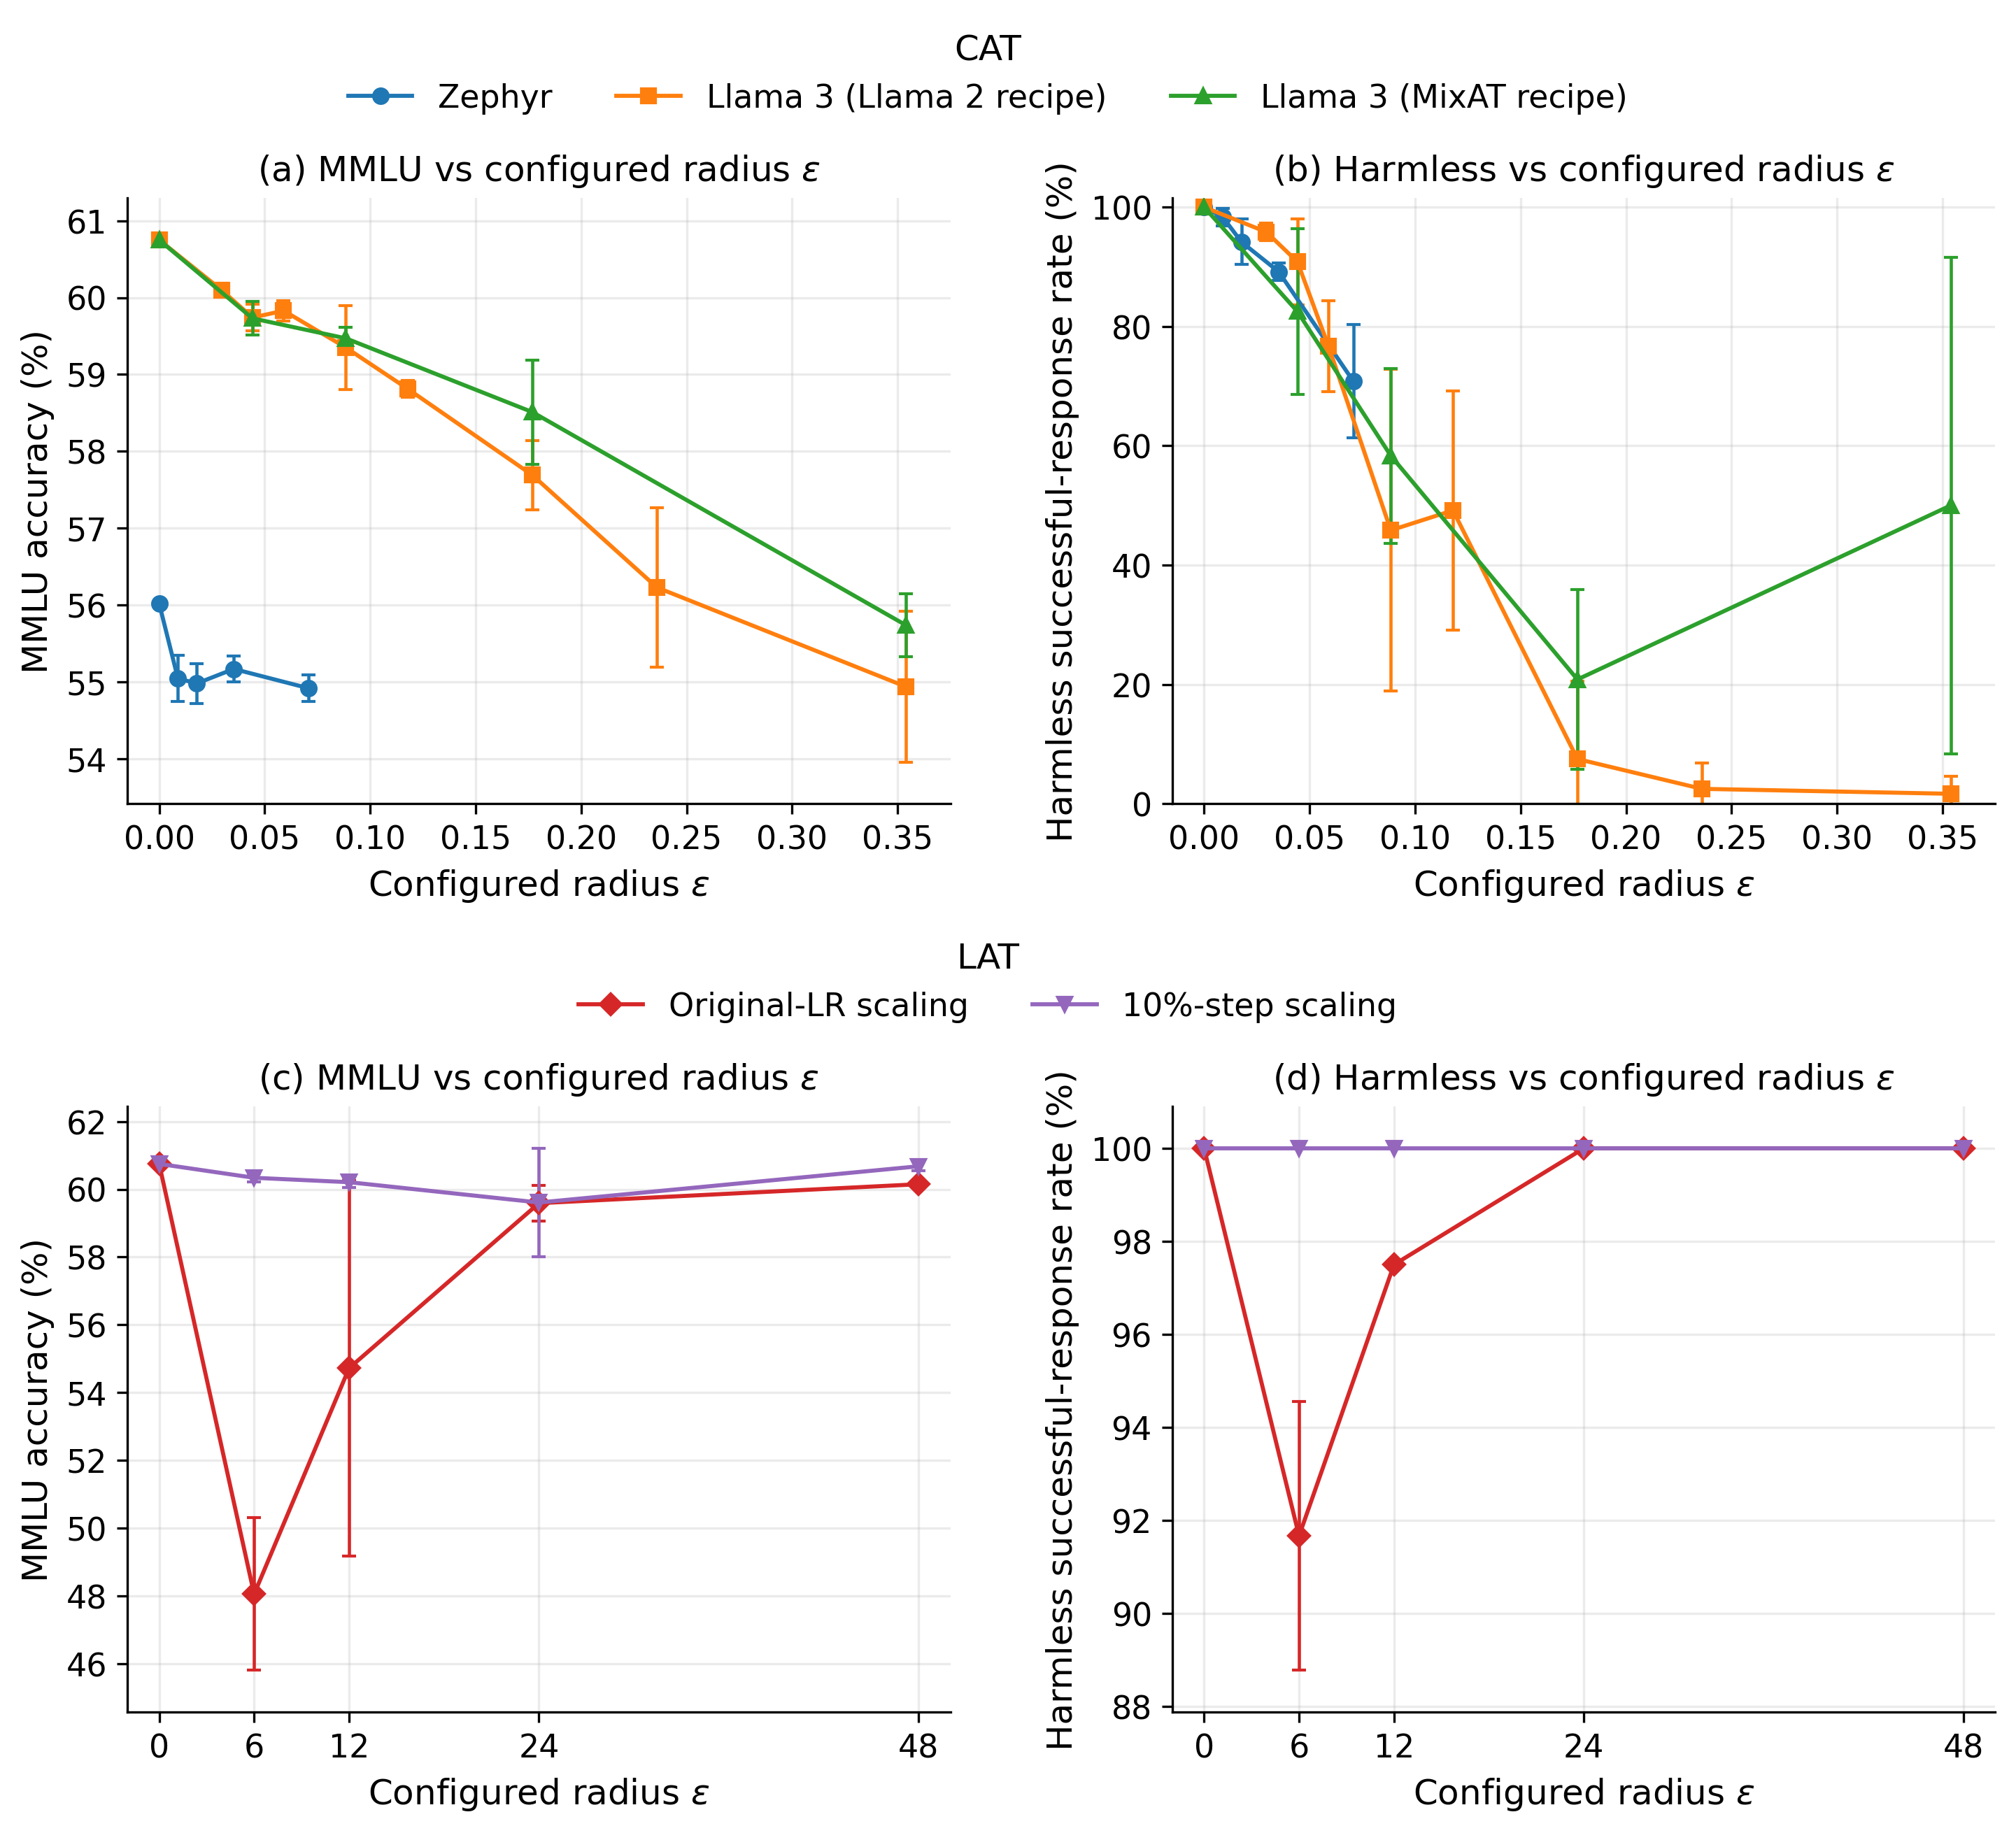 CAT
Zephyr
Llama 3 (Llama 2 recipe)
Llama 3 (MixAT recipe)
(a) MMLU vs configured radius ε
MMLU accuracy (%)
61
60
59
58
57
56
55
54
0.00 0.05 0.10 0.15 0.20 0.25 0.30 0.35
Configured radius ε
(b) Harmless vs configured radius ε
Harmless successful-response rate (%)
100
80
60
40
20
0
0.00 0.05 0.10 0.15 0.20 0.25 0.30 0.35
Configured radius ε
LAT
Original-LR scaling
10%-step scaling
(c) MMLU vs configured radius ε
MMLU accuracy (%)
62
60
58
56
54
52
50
48
46
0 6 12 24 48
Configured radius ε
(d) Harmless vs configured radius ε
Harmless successful-response rate (%)
100
98
96
94
92
90
88
0 6 12 24 48
Configured radius ε